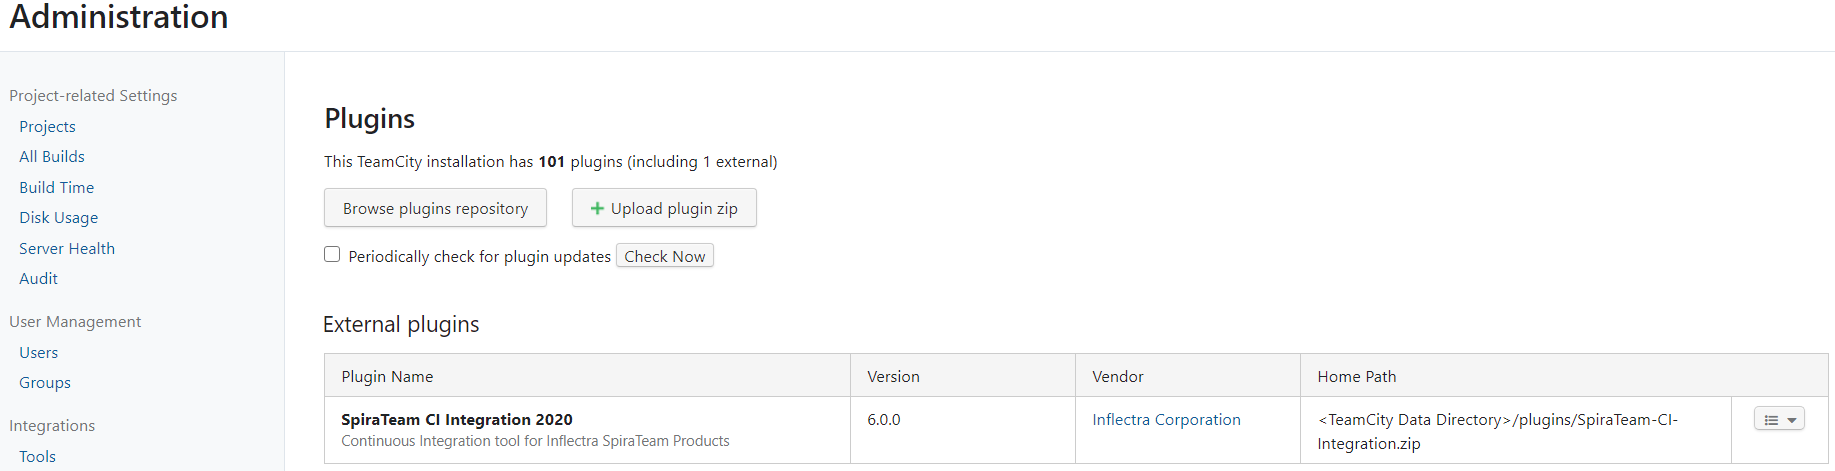 Administration
Project-related Settings
Projects
All Builds
Build Time
Disk Usage
Server Health
Audit
User Management
Users
Groups
Integrations
Tools
Plugins
This TeamCity installation has 101 plugins (including 1 external)
Browse plugins repository
Upload plugin zip
Periodically check for plugin updates Check Now
External plugins
Plugin Name Version Vendor Home Path
SpiraTeam CI Integration 2020 6.0.0 Inflectra Corporation <TeamCity Data Directory>/plugins/SpiraTeam-CI-
Continuous Integration tool for Inflectra SpiraTeam Products Integration.zip